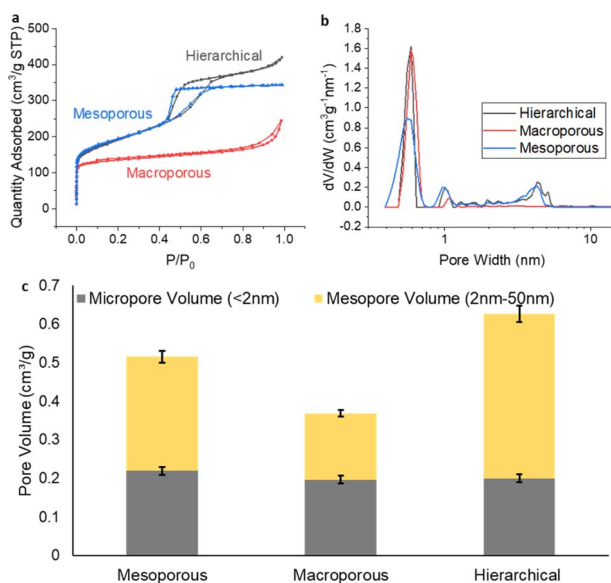 a
Quantity Adsorbed (cm³/g STP)
500
450
400
350
300
250
200
100
0
Hierarchical
Mesoporous
Macroporous
0.0 0.2 0.4 0.6 0.8 1.0
P/P₀
b
dV/dW (cm³g⁻¹nm⁻¹)
1.8
1.6
1.4
1.2
1.0
0.8
0.6
0.4
0.2
0.0
-0.2
Hierarchical
Macroporous
Mesoporous
1 10
Pore Width (nm)
c
Pore Volume (cm³/g)
0.7
0.6
0.5
0.4
0.3
0.2
0.1
0
Micropore Volume (<2nm) Mesopore Volume (2nm-50nm)
Mesoporous Macroporous Hierarchical